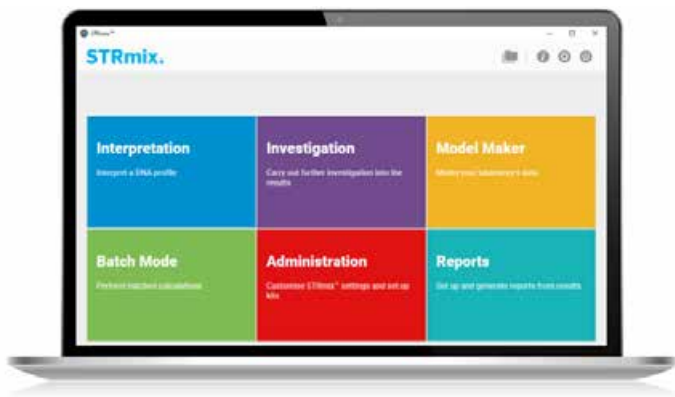 STRmix™
STRmix.
Interpretation
Interpret a DNA profile
Investigation
Carry out further investigation into the
results
Model Maker
Model your laboratory's data
Batch Mode
Perform batched calculations
Administration
Customise STRmix™ settings and set up
kits
Reports
Set up and generate reports from results